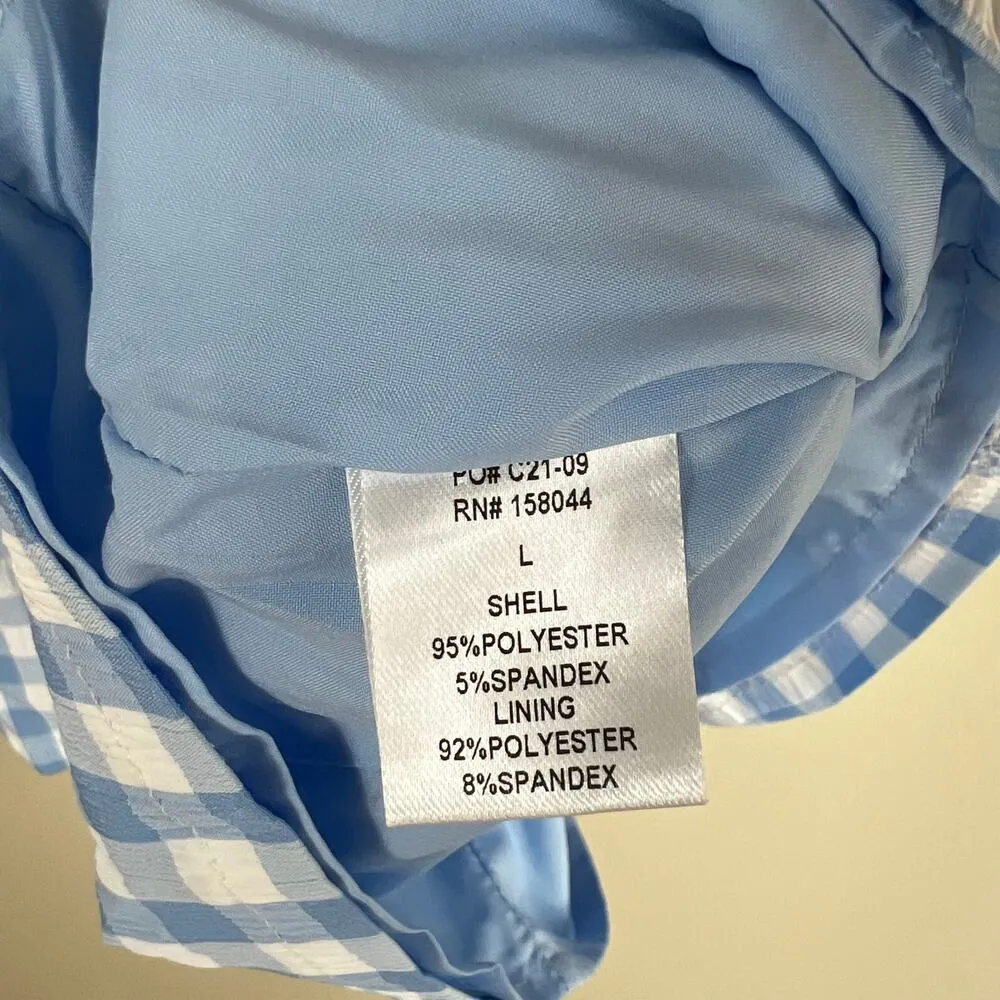 PO# C21-09
RN# 158044
L
SHELL
95%POLYESTER
5%SPANDEX
LINING
92%POLYESTER
8%SPANDEX